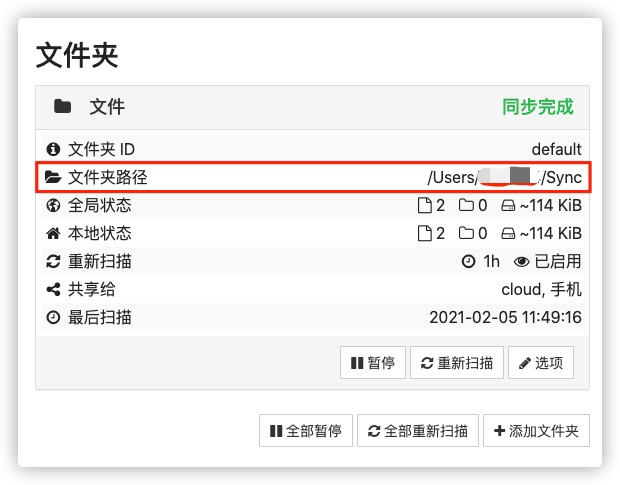 文件夹
文件 同步完成
文件夹 ID default
文件夹路径 /Users/ /Sync
全局状态 2 0 ~114 KiB
本地状态 2 0 ~114 KiB
重新扫描 1h 已启用
共享给 cloud, 手机
最后扫描 2021-02-05 11:49:16
暂停 重新扫描 选项
全部暂停 全部重新扫描 添加文件夹